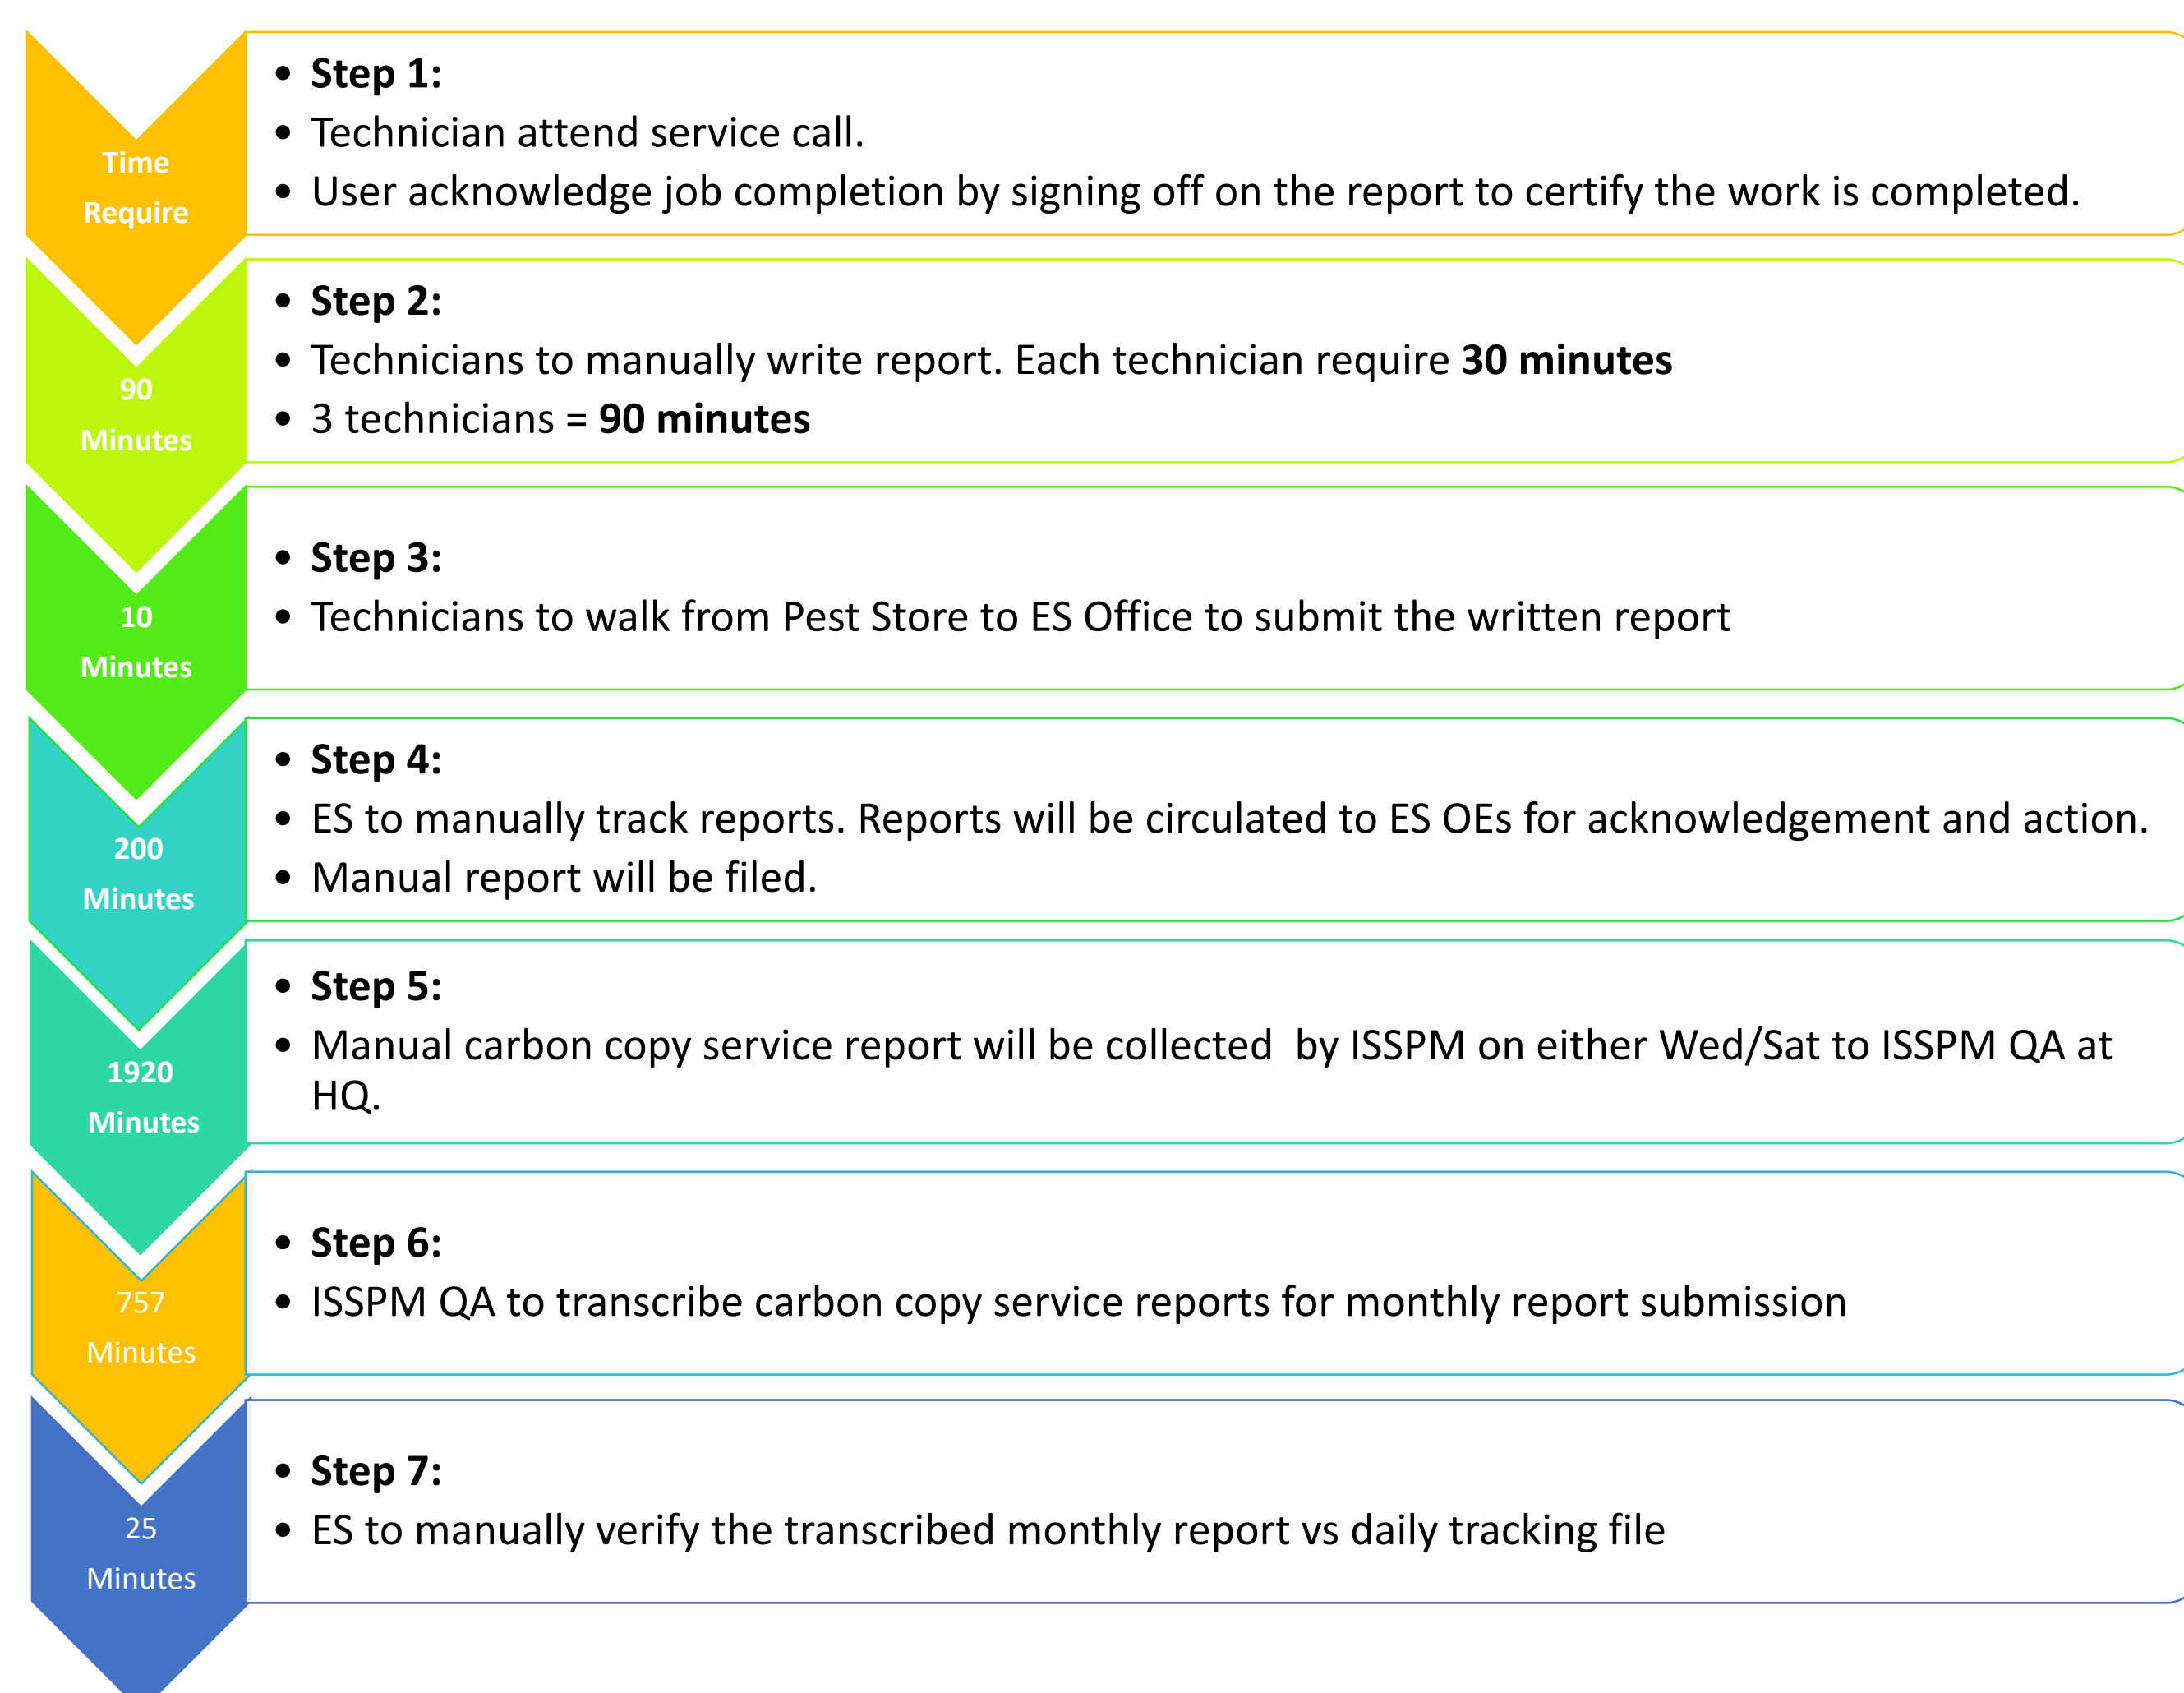 Time
Require
• Step 1:
• Technician attend service call.
• User acknowledge job completion by signing off on the report to certify the work is completed.
90
Minutes
• Step 2:
• Technicians to manually write report. Each technician require 30 minutes
• 3 technicians = 90 minutes
10
Minutes
• Step 3:
• Technicians to walk from Pest Store to ES Office to submit the written report
200
Minutes
• Step 4:
• ES to manually track reports. Reports will be circulated to ES OEs for acknowledgement and action.
• Manual report will be filed.
1920
Minutes
• Step 5:
• Manual carbon copy service report will be collected  by ISSPM on either Wed/Sat to ISSPM QA at
HQ.
757
Minutes
• Step 6:
• ISSPM QA to transcribe carbon copy service reports for monthly report submission
25
Minutes
• Step 7:
• ES to manually verify the transcribed monthly report vs daily tracking file